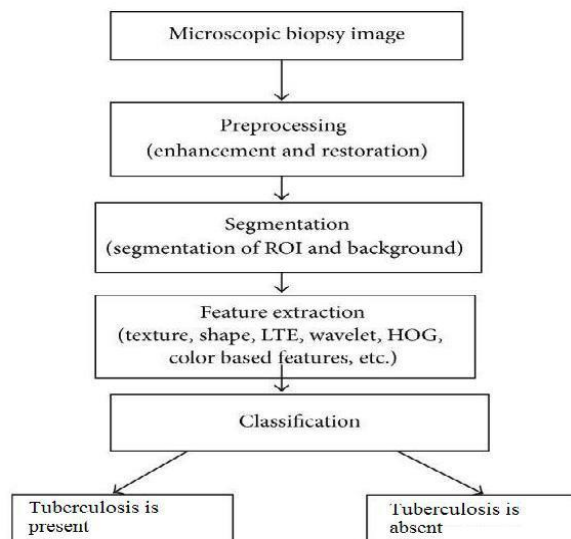 Microscopic biopsy image
Preprocessing
(enhancement and restoration)
Segmentation
(segmentation of ROI and background)
Feature extraction
(texture, shape, LTE, wavelet, HOG,
color based features, etc.)
Classification
Tuberculosis is
present
Tuberculosis is
absent